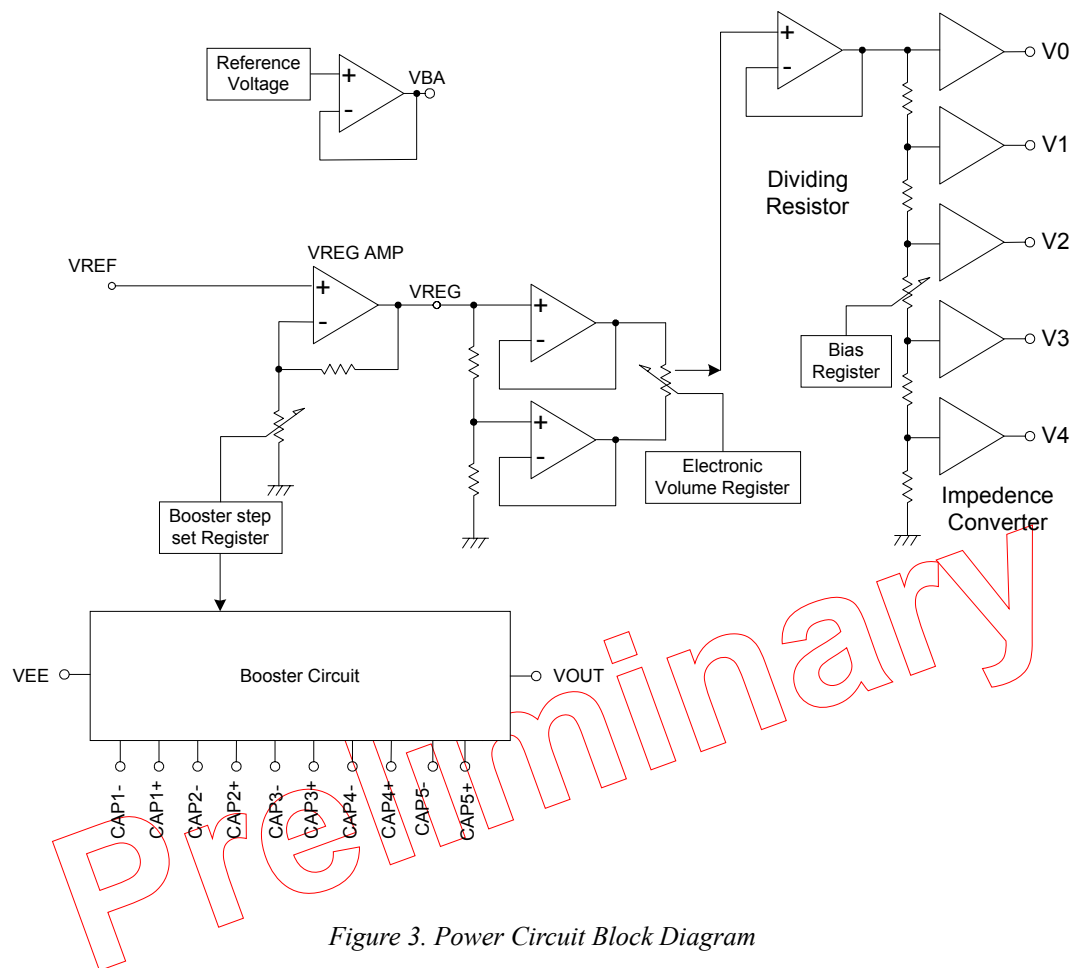 Reference
Voltage
+
-
VBA
+
-
V0
V1
Dividing
Resistor
V2
VREF
VREG AMP
+
-
VREG
+
-
+
-
Bias
Register
V3
V4
Electronic
Volume Register
Impedence
Converter
Booster step
set Register
VEE
Booster Circuit
VOUT
CAP1-
CAP1+
CAP2-
CAP2+
CAP3-
CAP3+
CAP4-
CAP4+
CAP5-
CAP5+
Preliminary
Figure 3. Power Circuit Block Diagram